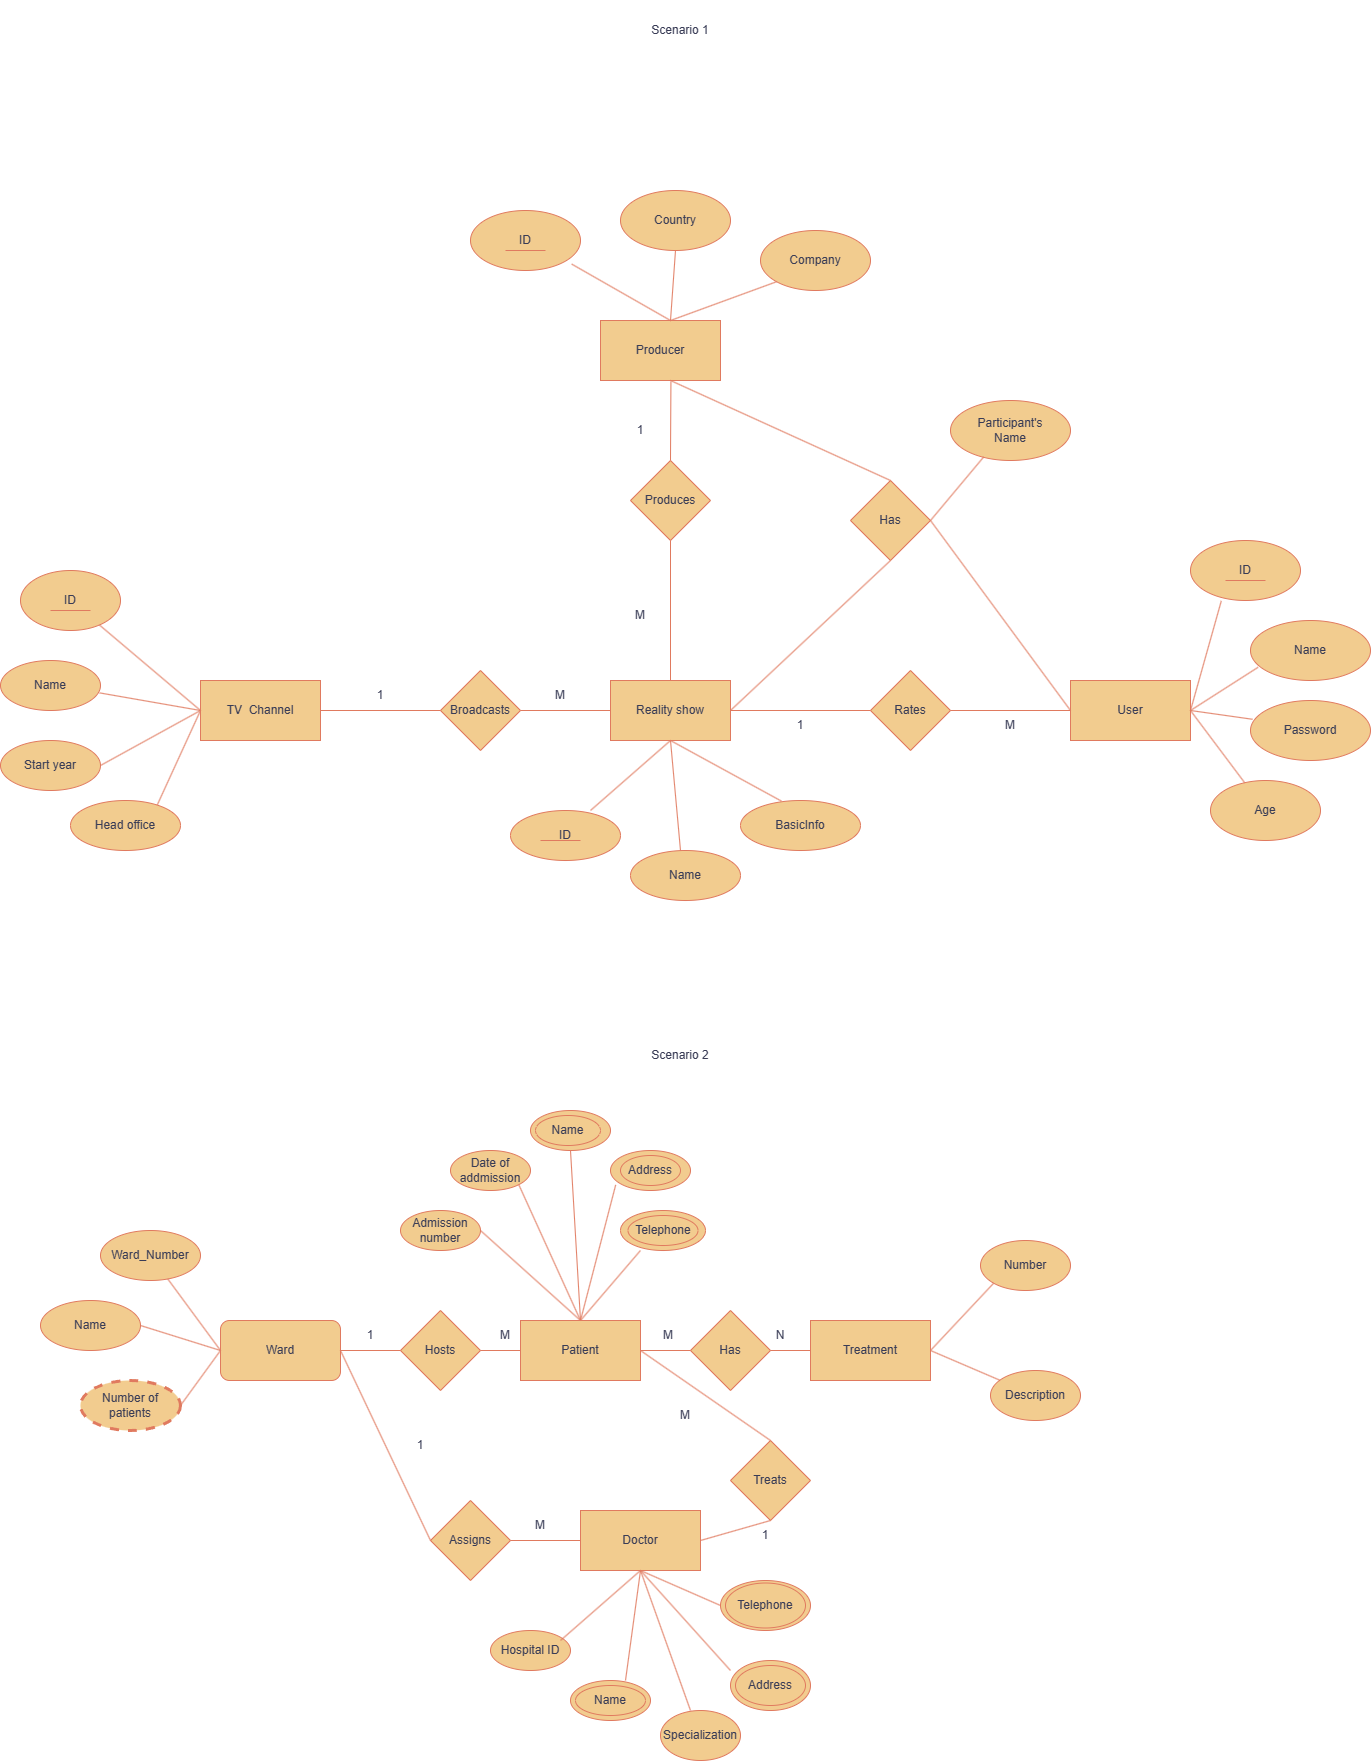 Scenario 1
Country
ID
Company
Producer
Participant's
Name
1
Produces
Has
ID
ID
M
Name
Name
1
M
TV  Channel
Broadcasts
Reality show
Rates
User
1
M
Password
Start year
Age
Head office
ID
BasicInfo
Name
Scenario 2
Name
Date of
addmission
Address
Admission
number
Telephone
Ward_Number
Number
Name
1
M
M
N
Ward
Hosts
Patient
Has
Treatment
Number of
patients
Description
M
1
Treats
M
1
Assigns
Doctor
Telephone
Hospital ID
Address
Name
Specialization